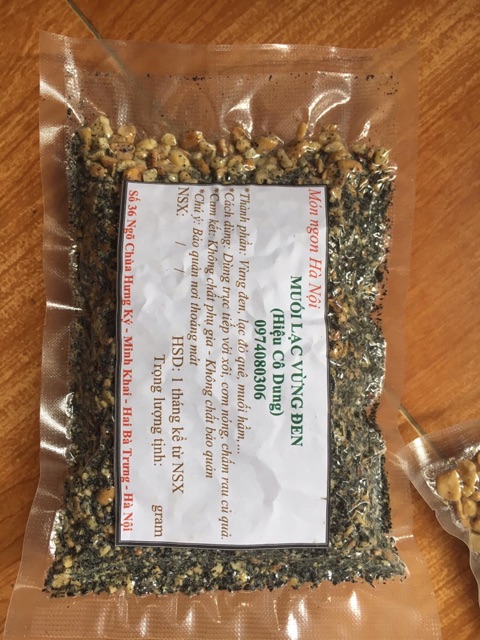 Món ngon Hà Nội
MUỐI LẠC VỪNG ĐEN
(Hiệu Cô Dung)
0974080306
*Thành phần: Vừng đen, lạc đỏ quê, muối hầm,...
*Cách dùng: Dùng trực tiếp với xôi, cơm nóng, chấm rau củ quả.
*Cam kết: Không chất phụ gia - Không chất bảo quản
*Chú ý: Bảo quản nơi thoáng mát
NSX: / / HSD: 1 tháng kể từ NSX
Trọng lượng tịnh: gram
Số 36 Ngõ Chùa Hưng Ký - Minh Khai - Hai Bà Trưng - Hà Nội